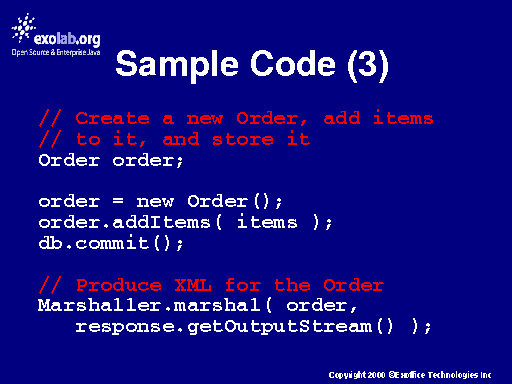 exolab.org
Open Source & Enterprise Java
Sample Code (3)
// Create a new Order, add items
// to it, and store it
Order order;
order = new Order();
order.addItems( items );
db.commit();
// Produce XML for the Order
Marshaller.marshal( order,
response.getOutputStream() );
Copyright 2000 ©Exoffice Technologies Inc